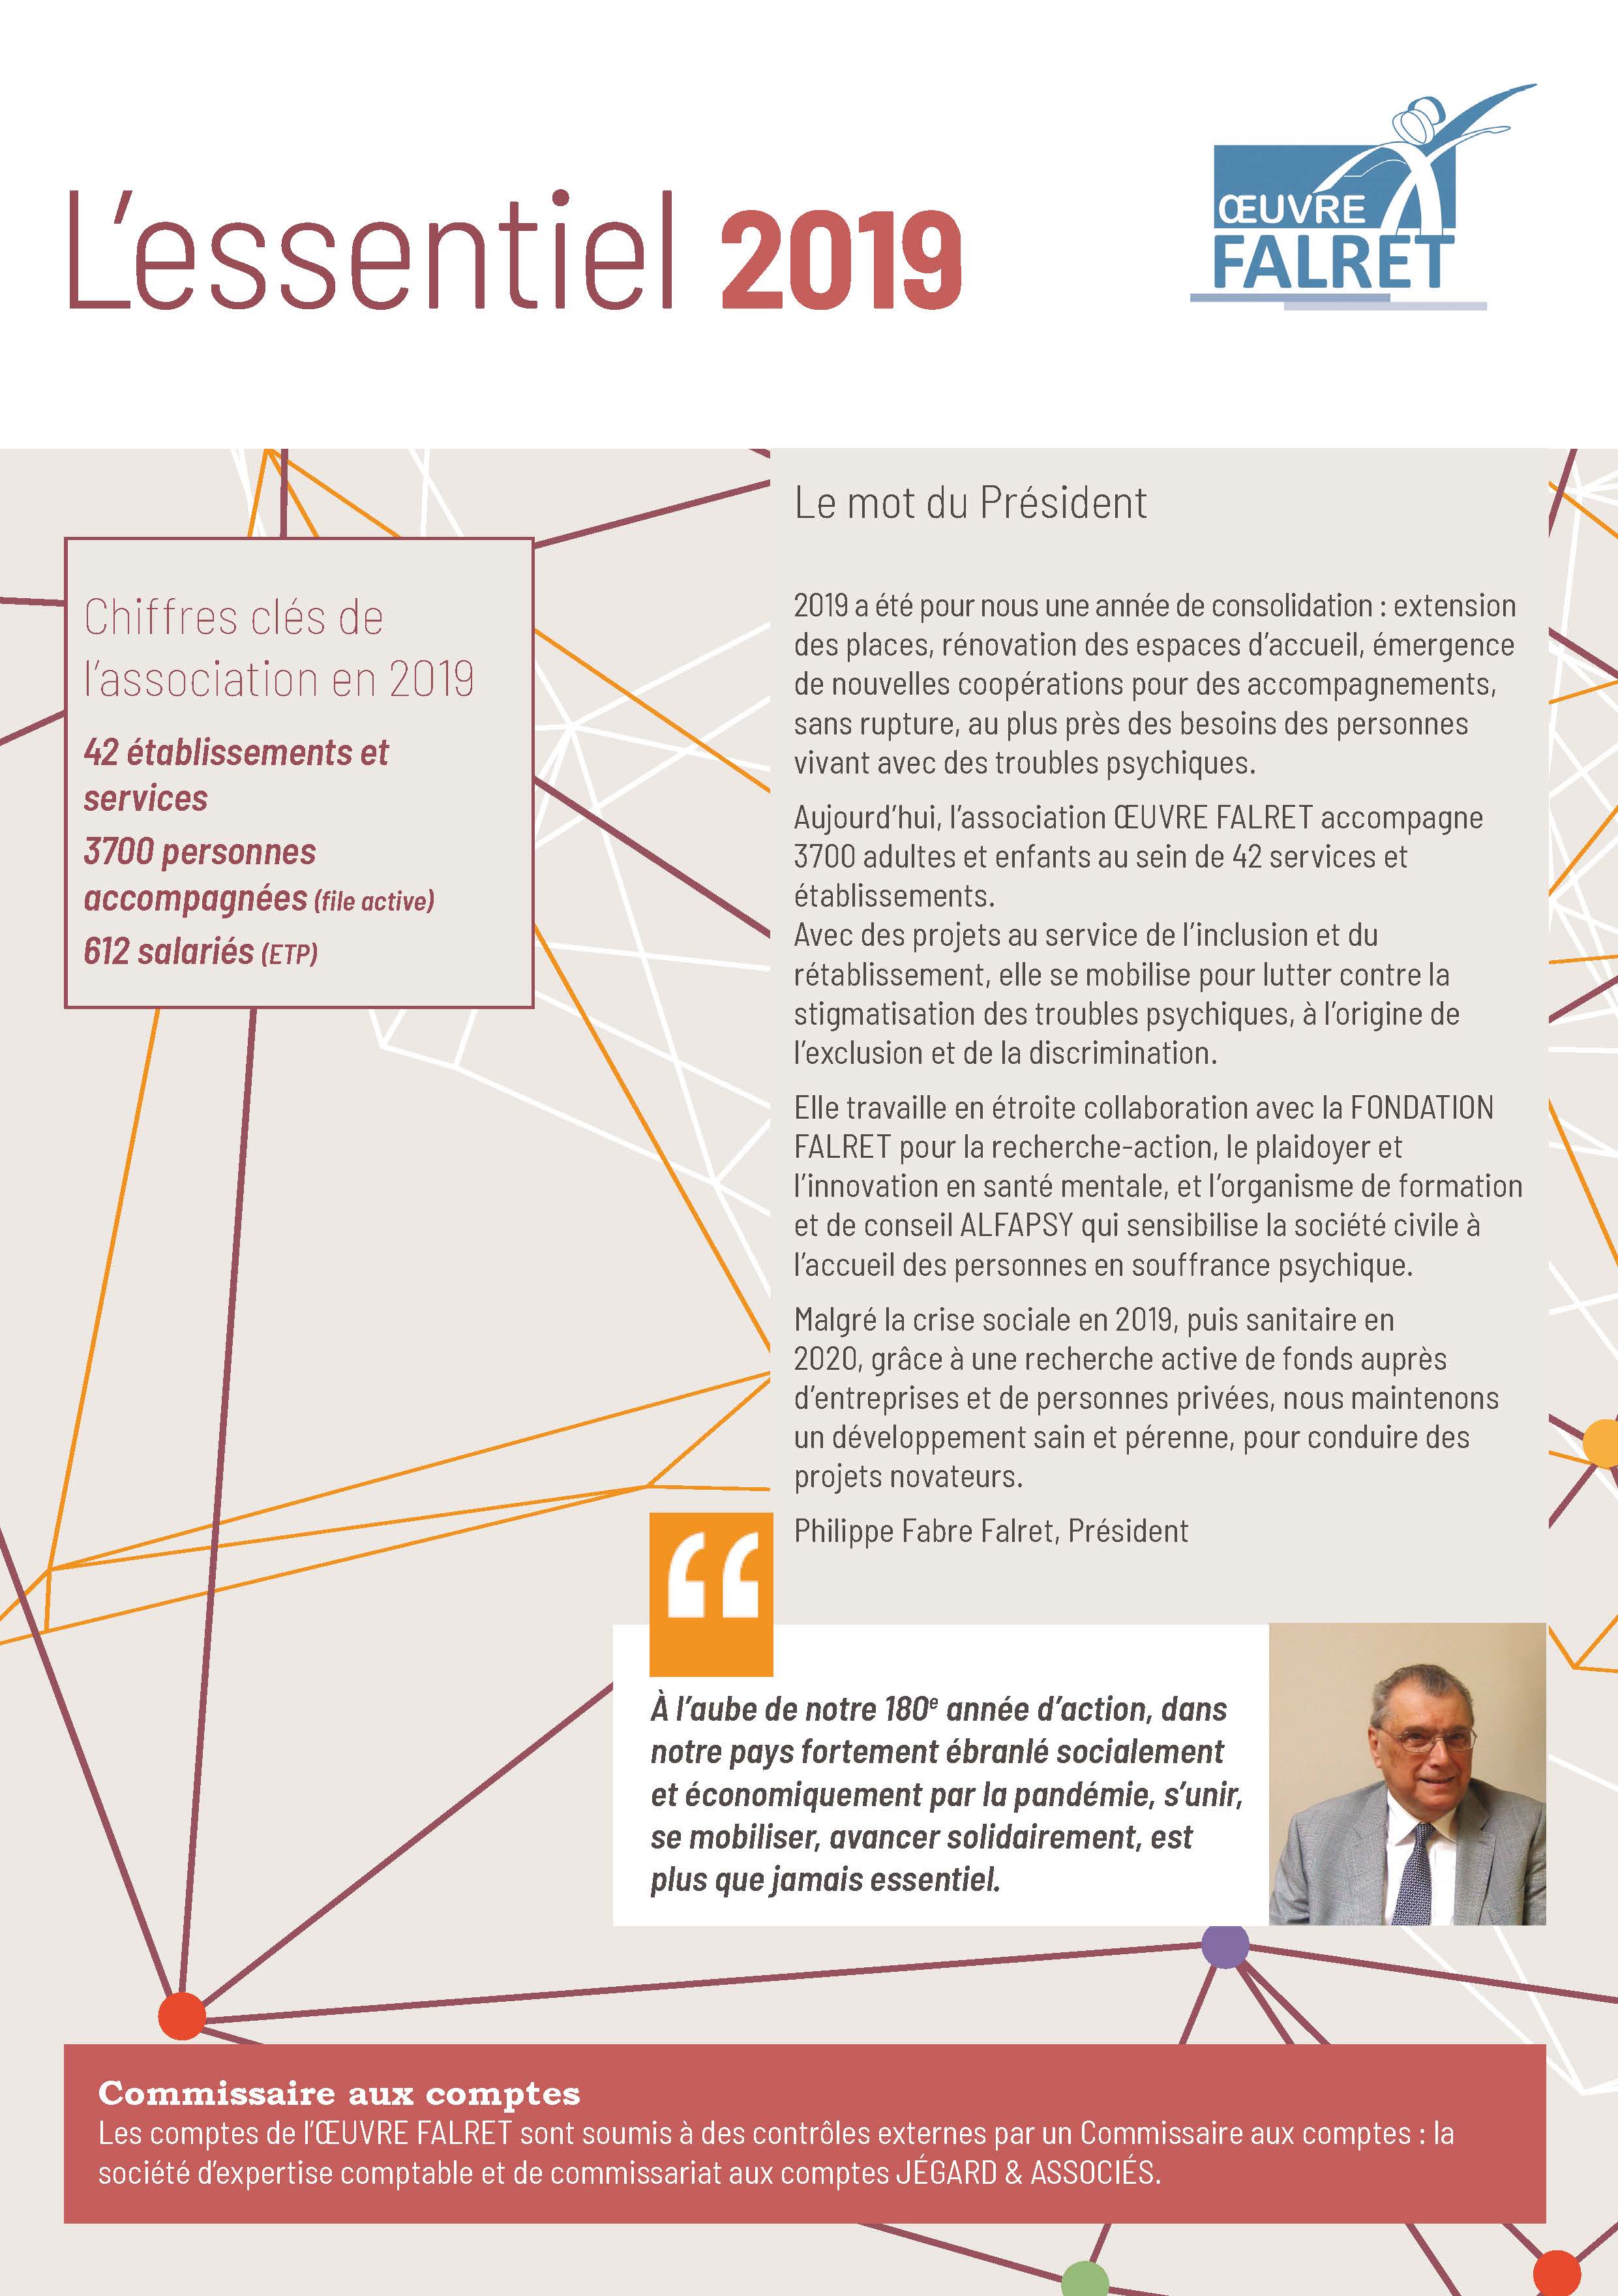 L’essentiel 2019
ŒUVRE
FALRET
Chiffres clés de
l’association en 2019
42 établissements et
services
3700 personnes
accompagnées (file active)
612 salariés (ETP)
Le mot du Président
2019 a été pour nous une année de consolidation : extension
des places, rénovation des espaces d’accueil, émergence
de nouvelles coopérations pour des accompagnements,
sans rupture, au plus près des besoins des personnes
vivant avec des troubles psychiques.
Aujourd’hui, l’association ŒUVRE FALRET accompagne
3700 adultes et enfants au sein de 42 services et
établissements.
Avec des projets au service de l’inclusion et du
rétablissement, elle se mobilise pour lutter contre la
stigmatisation des troubles psychiques, à l’origine de
l’exclusion et de la discrimination.
Elle travaille en étroite collaboration avec la FONDATION
FALRET pour la recherche-action, le plaidoyer et
l’innovation en santé mentale, et l’organisme de formation
et de conseil ALFAPSY qui sensibilise la société civile à
l’accueil des personnes en souffrance psychique.
Malgré la crise sociale en 2019, puis sanitaire en
2020, grâce à une recherche active de fonds auprès
d’entreprises et de personnes privées, nous maintenons
un développement sain et pérenne, pour conduire des
projets novateurs.
Philippe Fabre Falret, Président
“
À l’aube de notre 180e année d’action, dans
notre pays fortement ébranlé socialement
et économiquement par la pandémie, s’unir,
se mobiliser, avancer solidairement, est
plus que jamais essentiel.
Commissaire aux comptes
Les comptes de l’ŒUVRE FALRET sont soumis à des contrôles externes par un Commissaire aux comptes : la
société d’expertise comptable et de commissariat aux comptes JÉGARD & ASSOCIÉS.